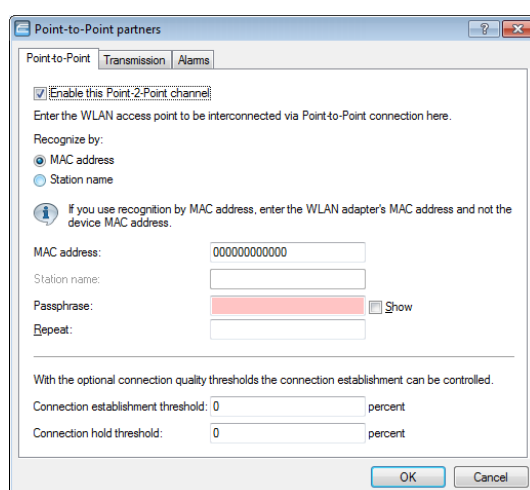 Point-to-Point partners
Point-to-Point Transmission Alarms
Enable this Point-2-Point channel
Enter the WLAN access point to be interconnected via Point-to-Point connection here.
Recognize by:
MAC address
Station name
If you use recognition by MAC address, enter the WLAN adapter's MAC address and not the
device MAC address.
MAC address: 000000000000
Station name:
Passphrase: Show
Repeat:
With the optional connection quality thresholds the connection establishment can be controlled.
Connection establishment threshold: 0 percent
Connection hold threshold: 0 percent
OK Cancel